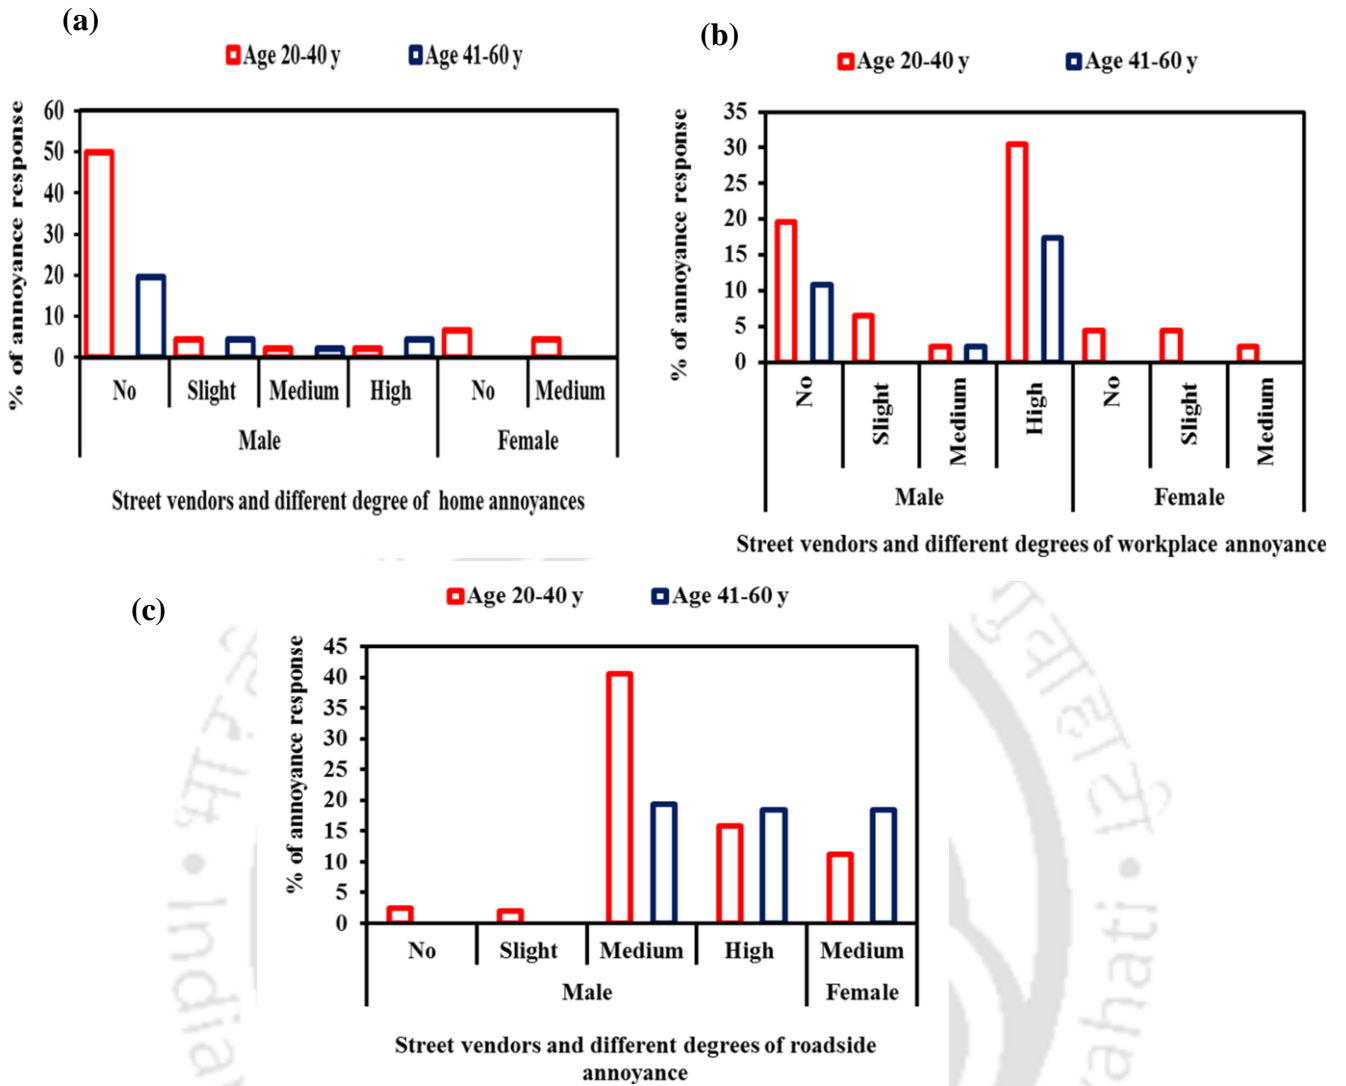 (a)
Age 20-40 y
Age 41-60 y
% of annoyance response
60
50
40
30
20
10
0
No
Slight
Medium
High
No
Medium
Male
Female
Street vendors and different degree of home annoyances
(b)
Age 20-40 y
Age 41-60 y
% of annoyance response
35
30
25
20
15
10
5
0
No
Slight
Medium
High
No
Slight
Medium
Male
Female
Street vendors and different degrees of workplace annoyance
(c)
Age 20-40 y
Age 41-60 y
% of annoyance response
45
40
35
30
25
20
15
10
5
0
No
Slight
Medium
High
Medium
Male
Female
Street vendors and different degrees of roadside
annoyance